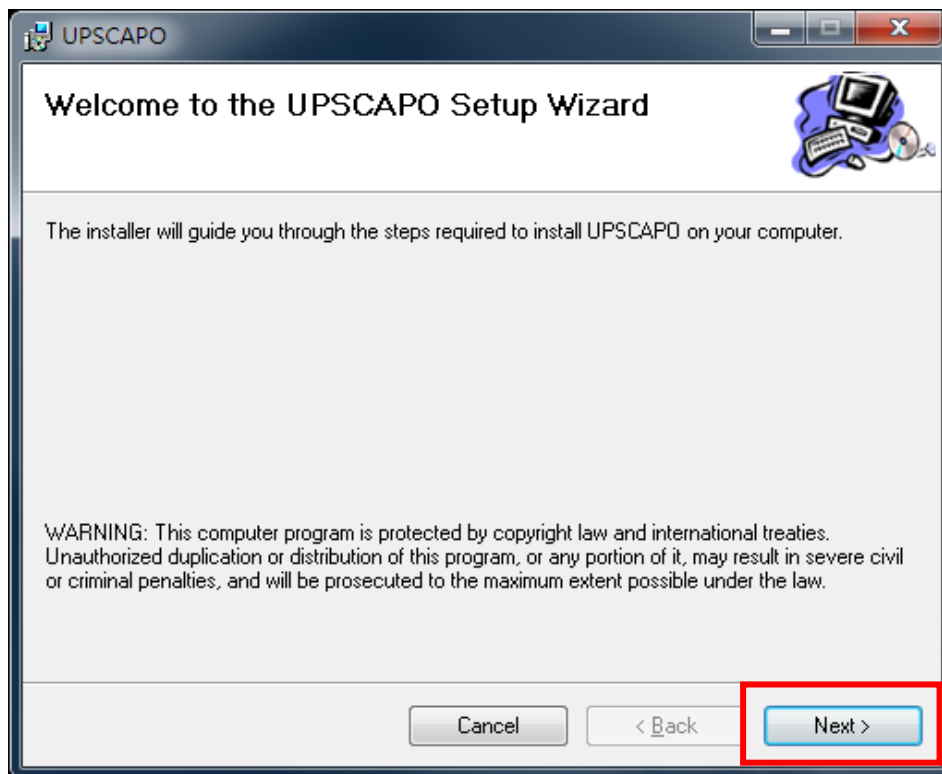 UPSCAPO
Welcome to the UPSCAPO Setup Wizard
The installer will guide you through the steps required to install UPSCAPO on your computer.
WARNING: This computer program is protected by copyright law and international treaties.
Unauthorized duplication or distribution of this program, or any portion of it, may result in severe civil
or criminal penalties, and will be prosecuted to the maximum extent possible under the law.
Cancel
< Back
Next >